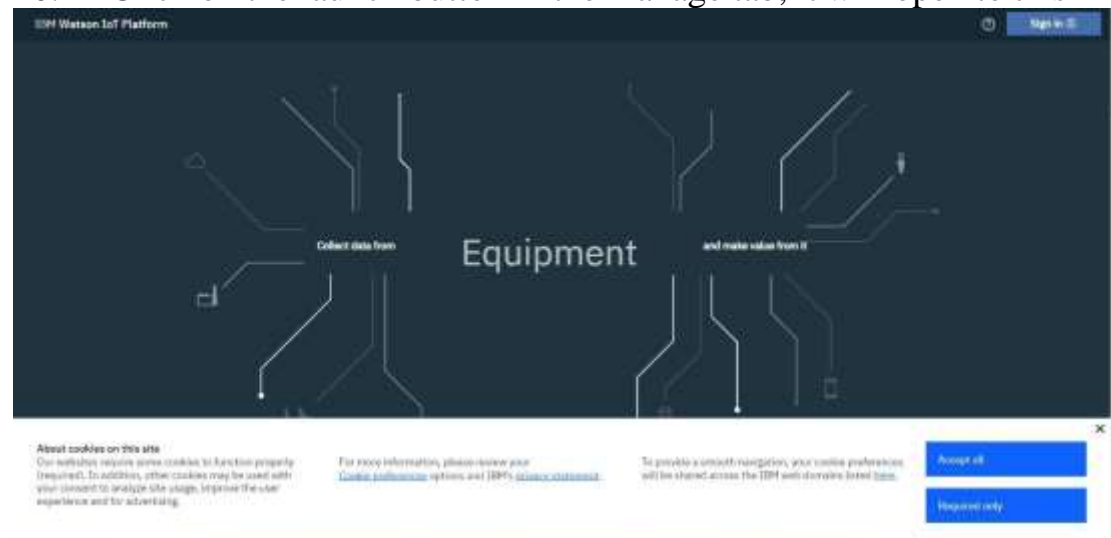 IBM Watson IoT Platform
Sign in
Collect data from
Equipment
and make value from it
About cookies on this site
Our websites require some cookies to function properly
(required). In addition, other cookies may be used with
your consent to analyze site usage, improve the user
experience and for advertising.
For more information, please review your
Cookie preferences options and IBM's privacy statement.
To provide a smooth navigation, your cookie preferences
will be shared across the IBM web domains listed here.
Accept all
Required only